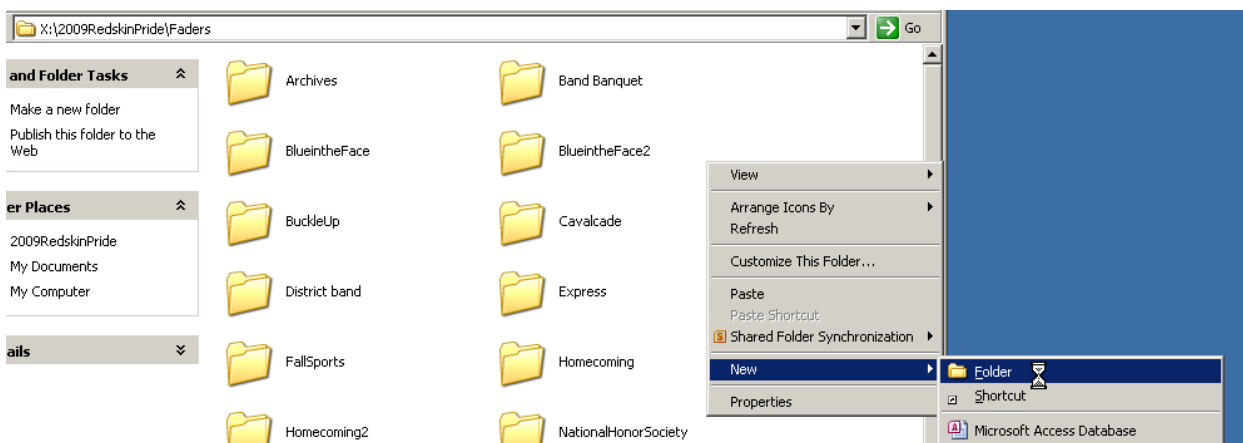 X:\2009RedskinPride\Faders
Go
and Folder Tasks
Make a new folder
Publish this folder to the
Web
er Places
2009RedskinPride
My Documents
My Computer
ails
Archives
Band Banquet
BlueintheFace
BlueintheFace2
BuckleUp
Cavalcade
District band
Express
FallSports
Homecoming
Homecoming2
NationalHonorSociety
View
Arrange Icons By
Refresh
Customize This Folder...
Paste
Paste Shortcut
Shared Folder Synchronization
New
Properties
Folder
Shortcut
Microsoft Access Database